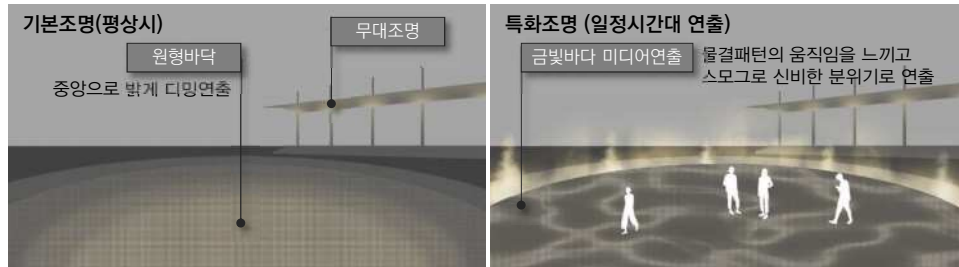 기본조명(평상시)
무대조명
원형바닥
중앙으로 밝게 디밍연출
특화조명 (일정시간대 연출)
금빛바다 미디어연출
물결패턴의 움직임을 느끼고
스모그로 신비한 분위기로 연출